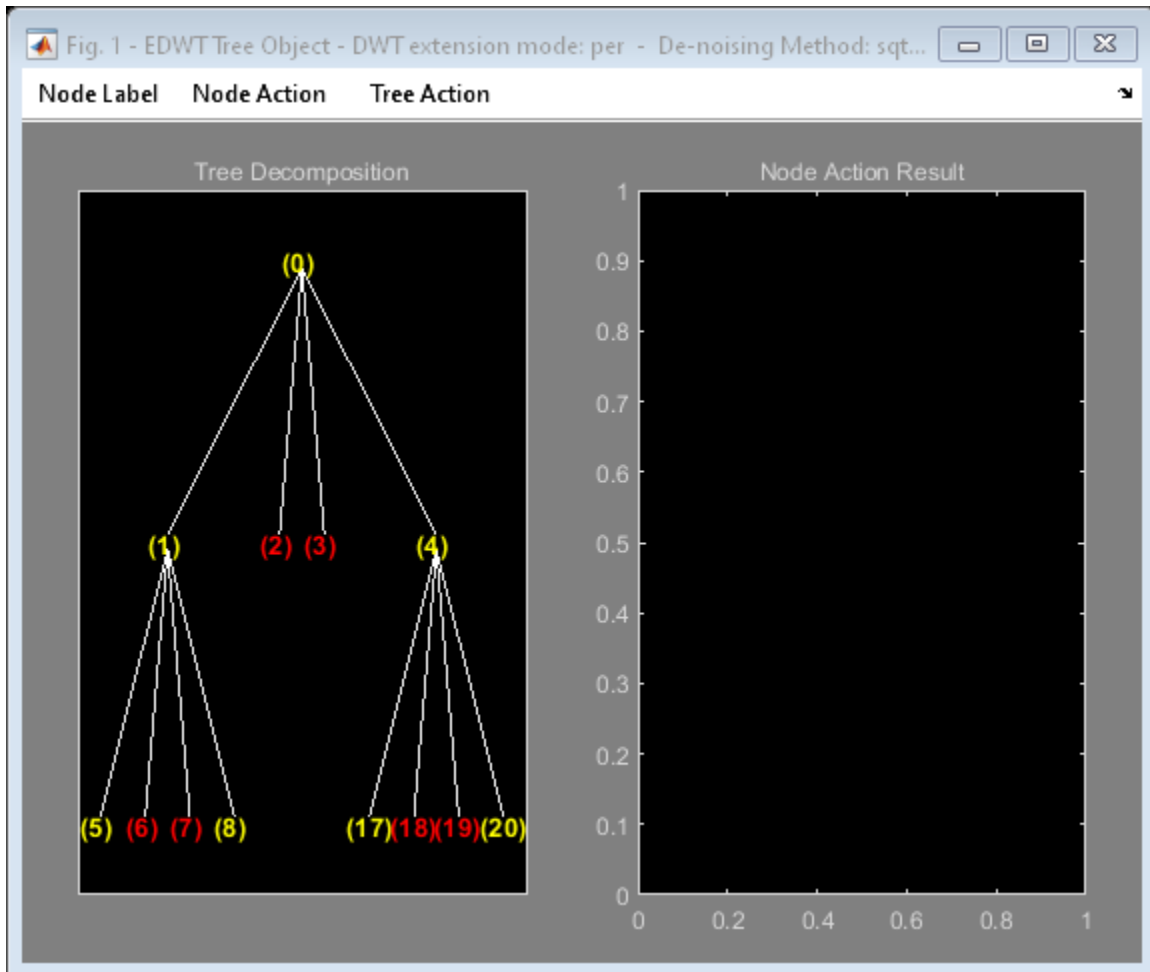 Fig. 1 - EDWT Tree Object - DWT extension mode: per - De-noising Method: sqt...
Node Label Node Action Tree Action
Tree Decomposition
(0)
(1) (2) (3) (4)
(5) (6) (7) (8) (17) (18) (19) (20)
Node Action Result
1
0.9
0.8
0.7
0.6
0.5
0.4
0.3
0.2
0.1
0
0 0.2 0.4 0.6 0.8 1